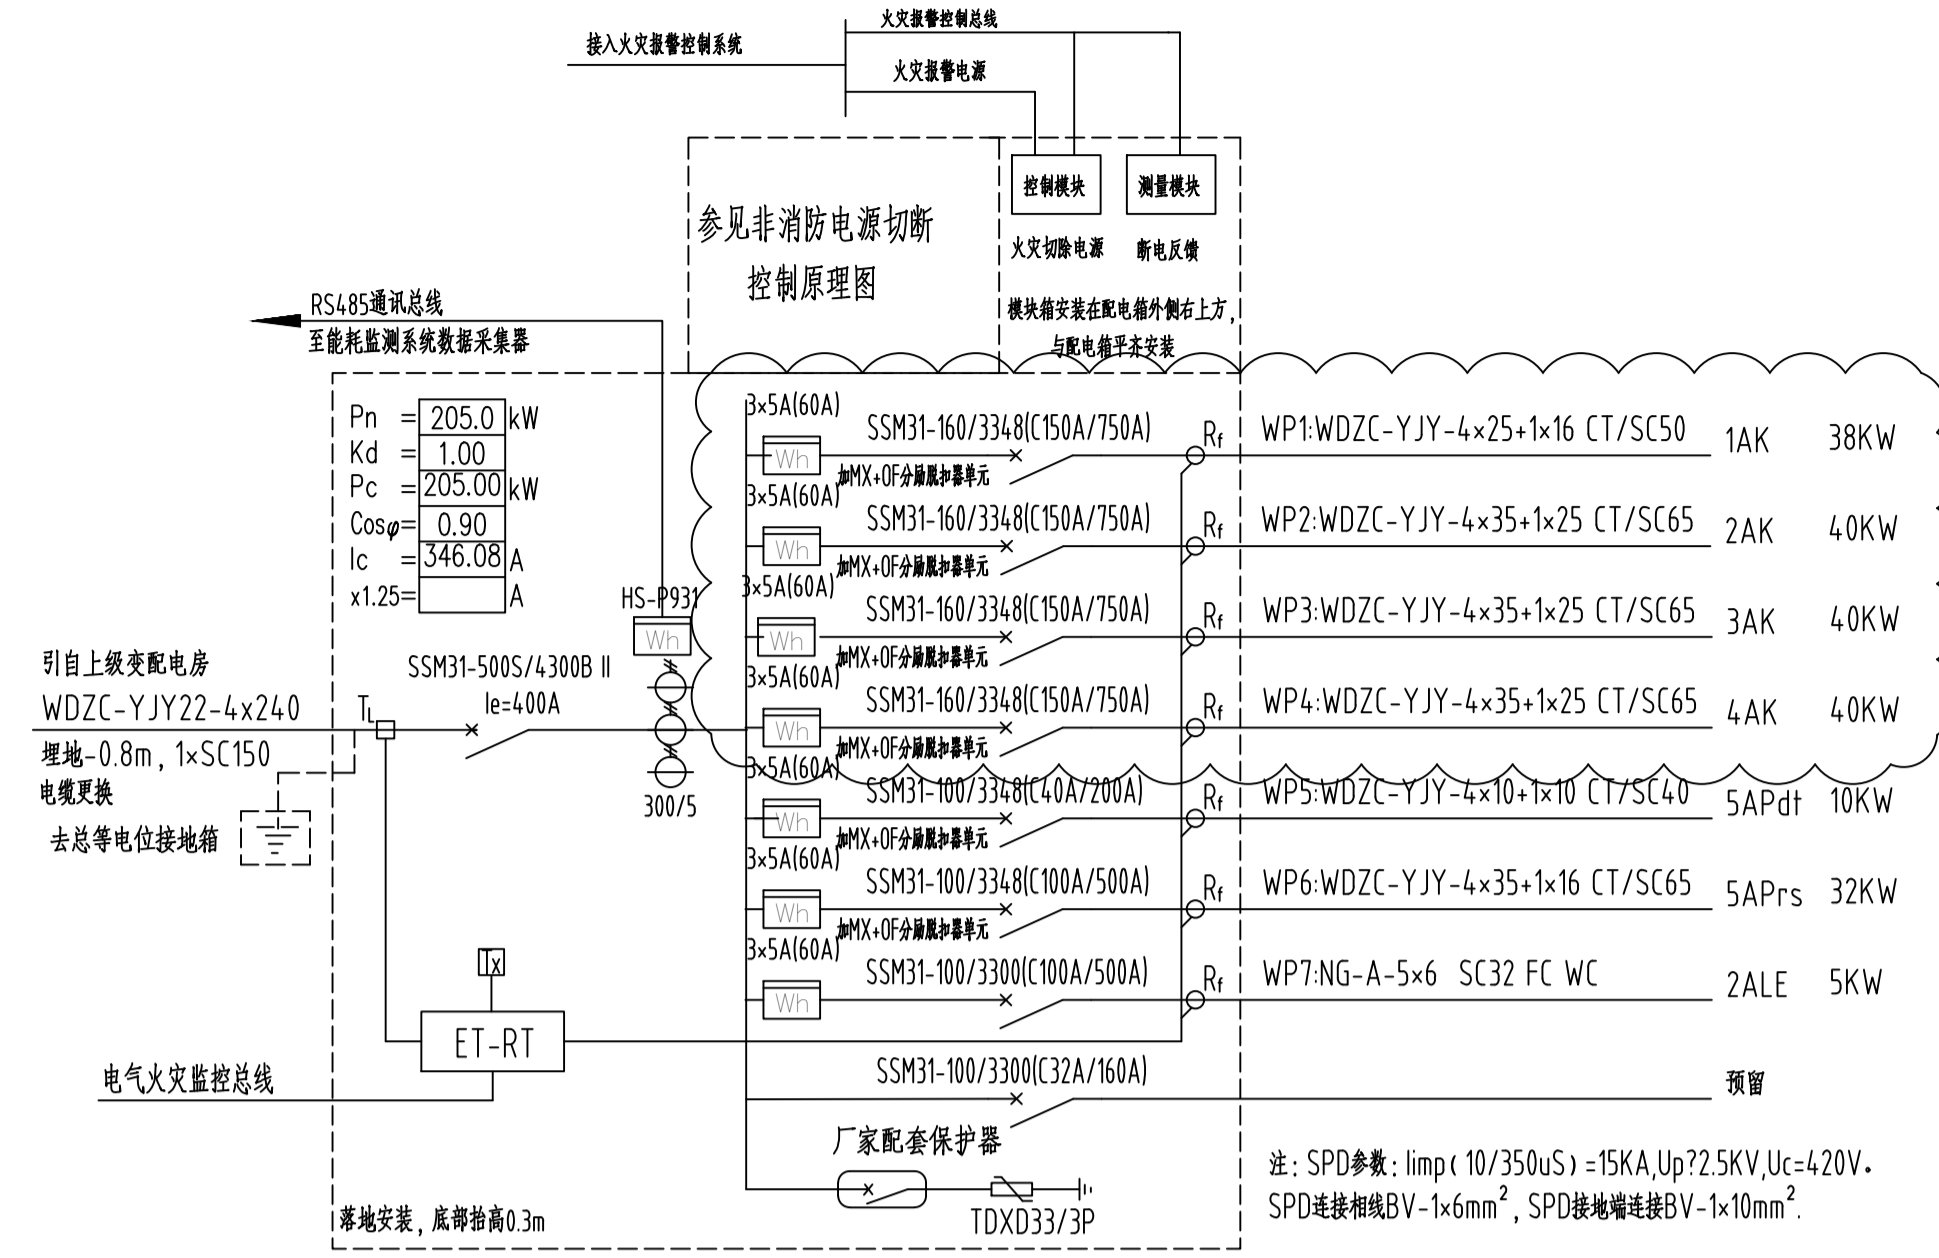 火灾报警控制总线
接入火灾报警控制系统
火灾报警电源
控制模块
测量模块
参见非消防电源切断
控制原理图
火灾切除电源
断电反馈
模块箱安装在配电箱外侧右上方,
与配电箱平齐安装
RS485通讯总线
至能耗监测系统数据采集器
Pn = 205.0 kW
Kd = 1.00
Pc = 205.00 kW
Cosφ= 0.90
Ic = 346.08 A
x1.25= A
HS-P931
Wh
300/5
引自上级变配电房
WDZC-YJY22-4x240
埋地-0.8m, 1×SC150
电缆更换
去总等电位接地箱
TL
SSM31-500S/4300B II
Ie=400A
3×5A(60A)
Wh
SSM31-160/3348(C150A/750A)
加MX+OF分励脱扣器单元
Rf
WP1:WDZC-YJY-4×25+1×16 CT/SC50
1AK 38KW
3×5A(60A)
Wh
SSM31-160/3348(C150A/750A)
加MX+OF分励脱扣器单元
Rf
WP2:WDZC-YJY-4×35+1×25 CT/SC65
2AK 40KW
3×5A(60A)
Wh
SSM31-160/3348(C150A/750A)
加MX+OF分励脱扣器单元
Rf
WP3:WDZC-YJY-4×35+1×25 CT/SC65
3AK 40KW
3×5A(60A)
Wh
SSM31-160/3348(C150A/750A)
加MX+OF分励脱扣器单元
Rf
WP4:WDZC-YJY-4×35+1×25 CT/SC65
4AK 40KW
3×5A(60A)
Wh
SSM31-100/3348(C40A/200A)
加MX+OF分励脱扣器单元
Rf
WP5:WDZC-YJY-4×10+1×10 CT/SC40
5APdt 10KW
3×5A(60A)
Wh
SSM31-100/3348(C100A/500A)
加MX+OF分励脱扣器单元
Rf
WP6:WDZC-YJY-4×35+1×16 CT/SC65
5APrs 32KW
3×5A(60A)
Wh
SSM31-100/3300(C100A/500A)
Rf
WP7:NG-A-5×6 SC32 FC WC
2ALE 5KW
Tx
ET-RT
电气火灾监控总线
SSM31-100/3300(C32A/160A)
预留
厂家配套保护器
TDXD33/3P
落地安装, 底部抬高0.3m
注: SPD参数: Iimp(10/350uS)=15KA,Up?2.5KV,Uc=420V。
SPD连接相线BV-1×6mm², SPD接地端连接BV-1×10mm².